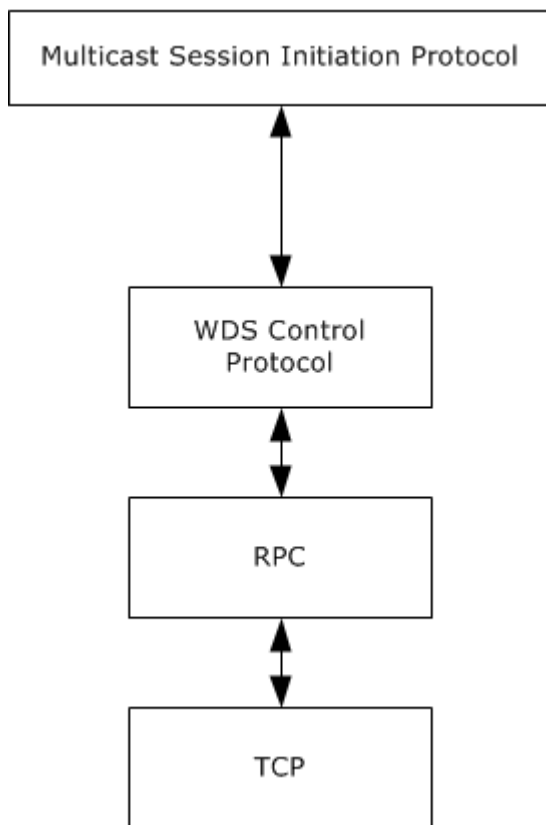 Multicast Session Initiation Protocol
WDS Control
Protocol
RPC
TCP